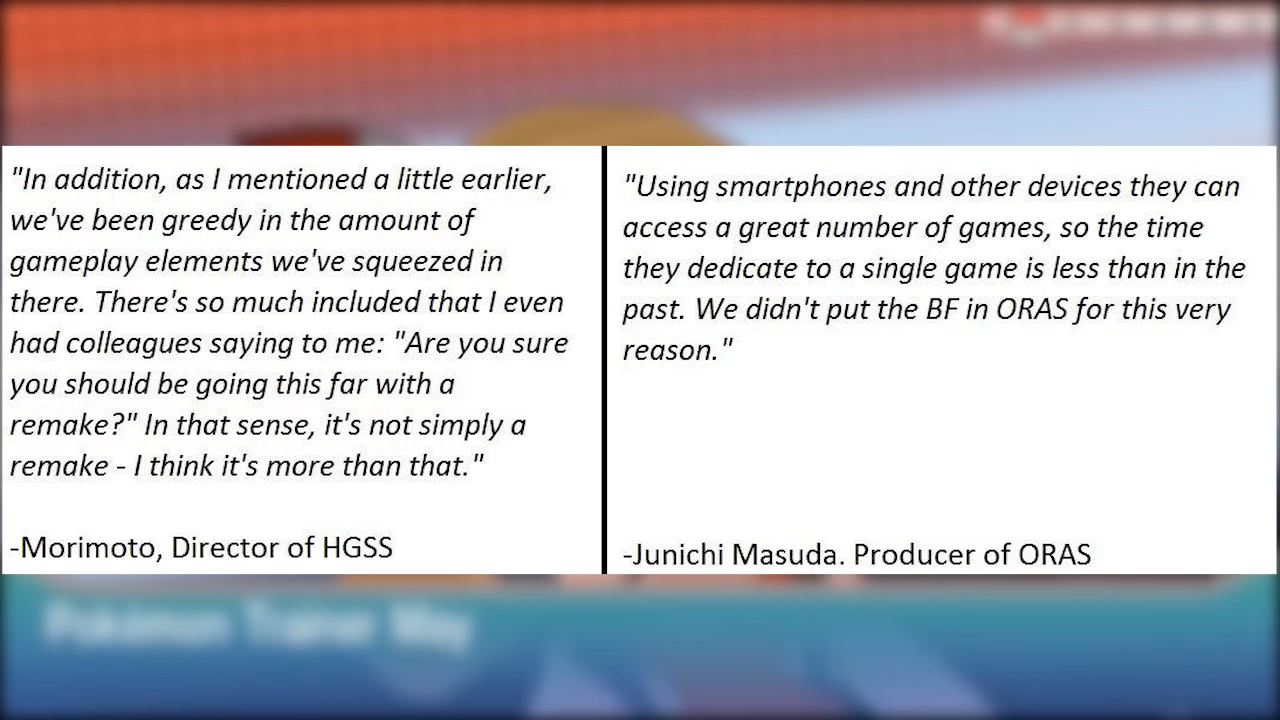 "In addition, as I mentioned a little earlier,
we've been greedy in the amount of
gameplay elements we've squeezed in
there. There's so much included that I even
had colleagues saying to me: "Are you sure
you should be going this far with a
remake?" In that sense, it's not simply a
remake - I think it's more than that."
-Morimoto, Director of HGSS
"Using smartphones and other devices they can
access a great number of games, so the time
they dedicate to a single game is less than in the
past. We didn't put the BF in ORAS for this very
reason."
-Junichi Masuda. Producer of ORAS
Pokémon Trainer May